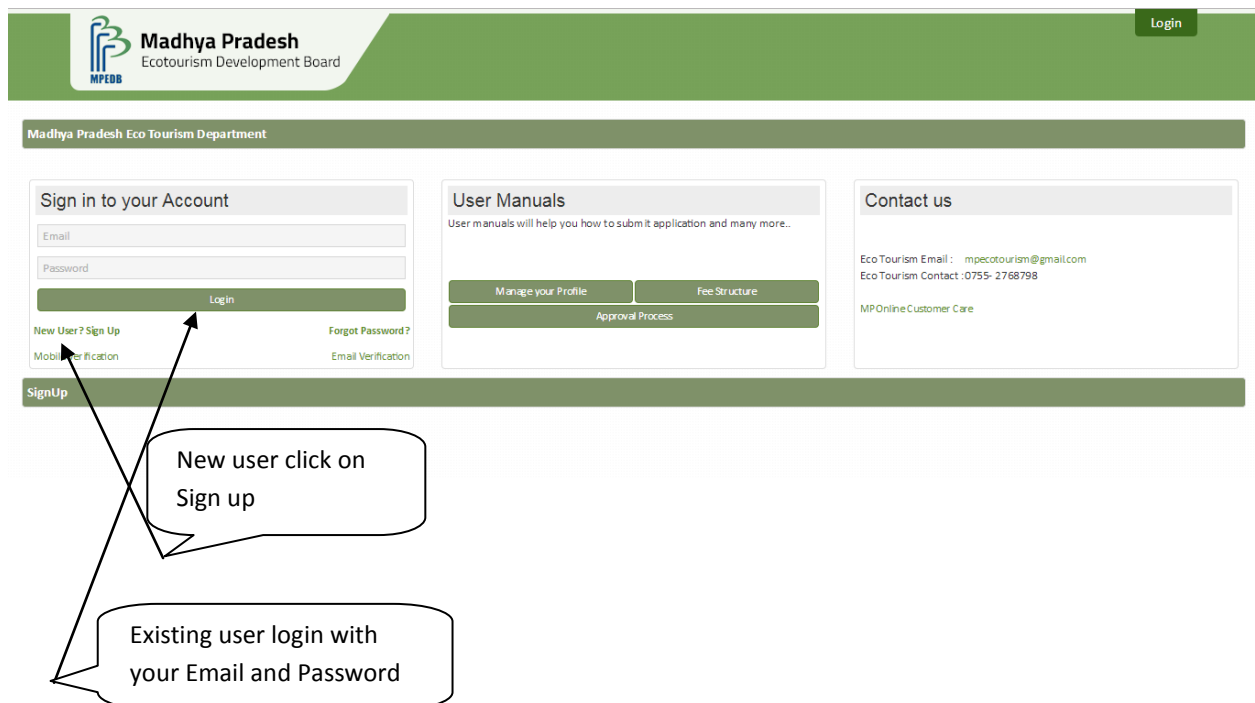 Login
Madhya Pradesh
Ecotourism Development Board
MPEDB
Madhya Pradesh Eco Tourism Department
Sign in to your Account
Email
Password
Login
New User? Sign Up
Forgot Password?
Mobile Verification
Email Verification
User Manuals
User manuals will help you how to submit application and many more..
Manage your Profile
Fee Structure
Approval Process
Contact us
Eco Tourism Email : mpecotourism@gmail.com
Eco Tourism Contact :0755- 2768798
MPOnline Customer Care
SignUp
New user click on
Sign up
Existing user login with
your Email and Password